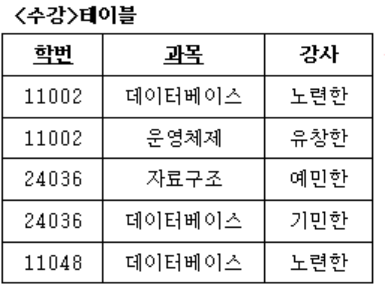 <수강>테이블
학번 과목 강사
11002 데이터베이스 노련한
11002 운영체제 유창한
24036 자료구조 예민한
24036 데이터베이스 기민한
11048 데이터베이스 노련한